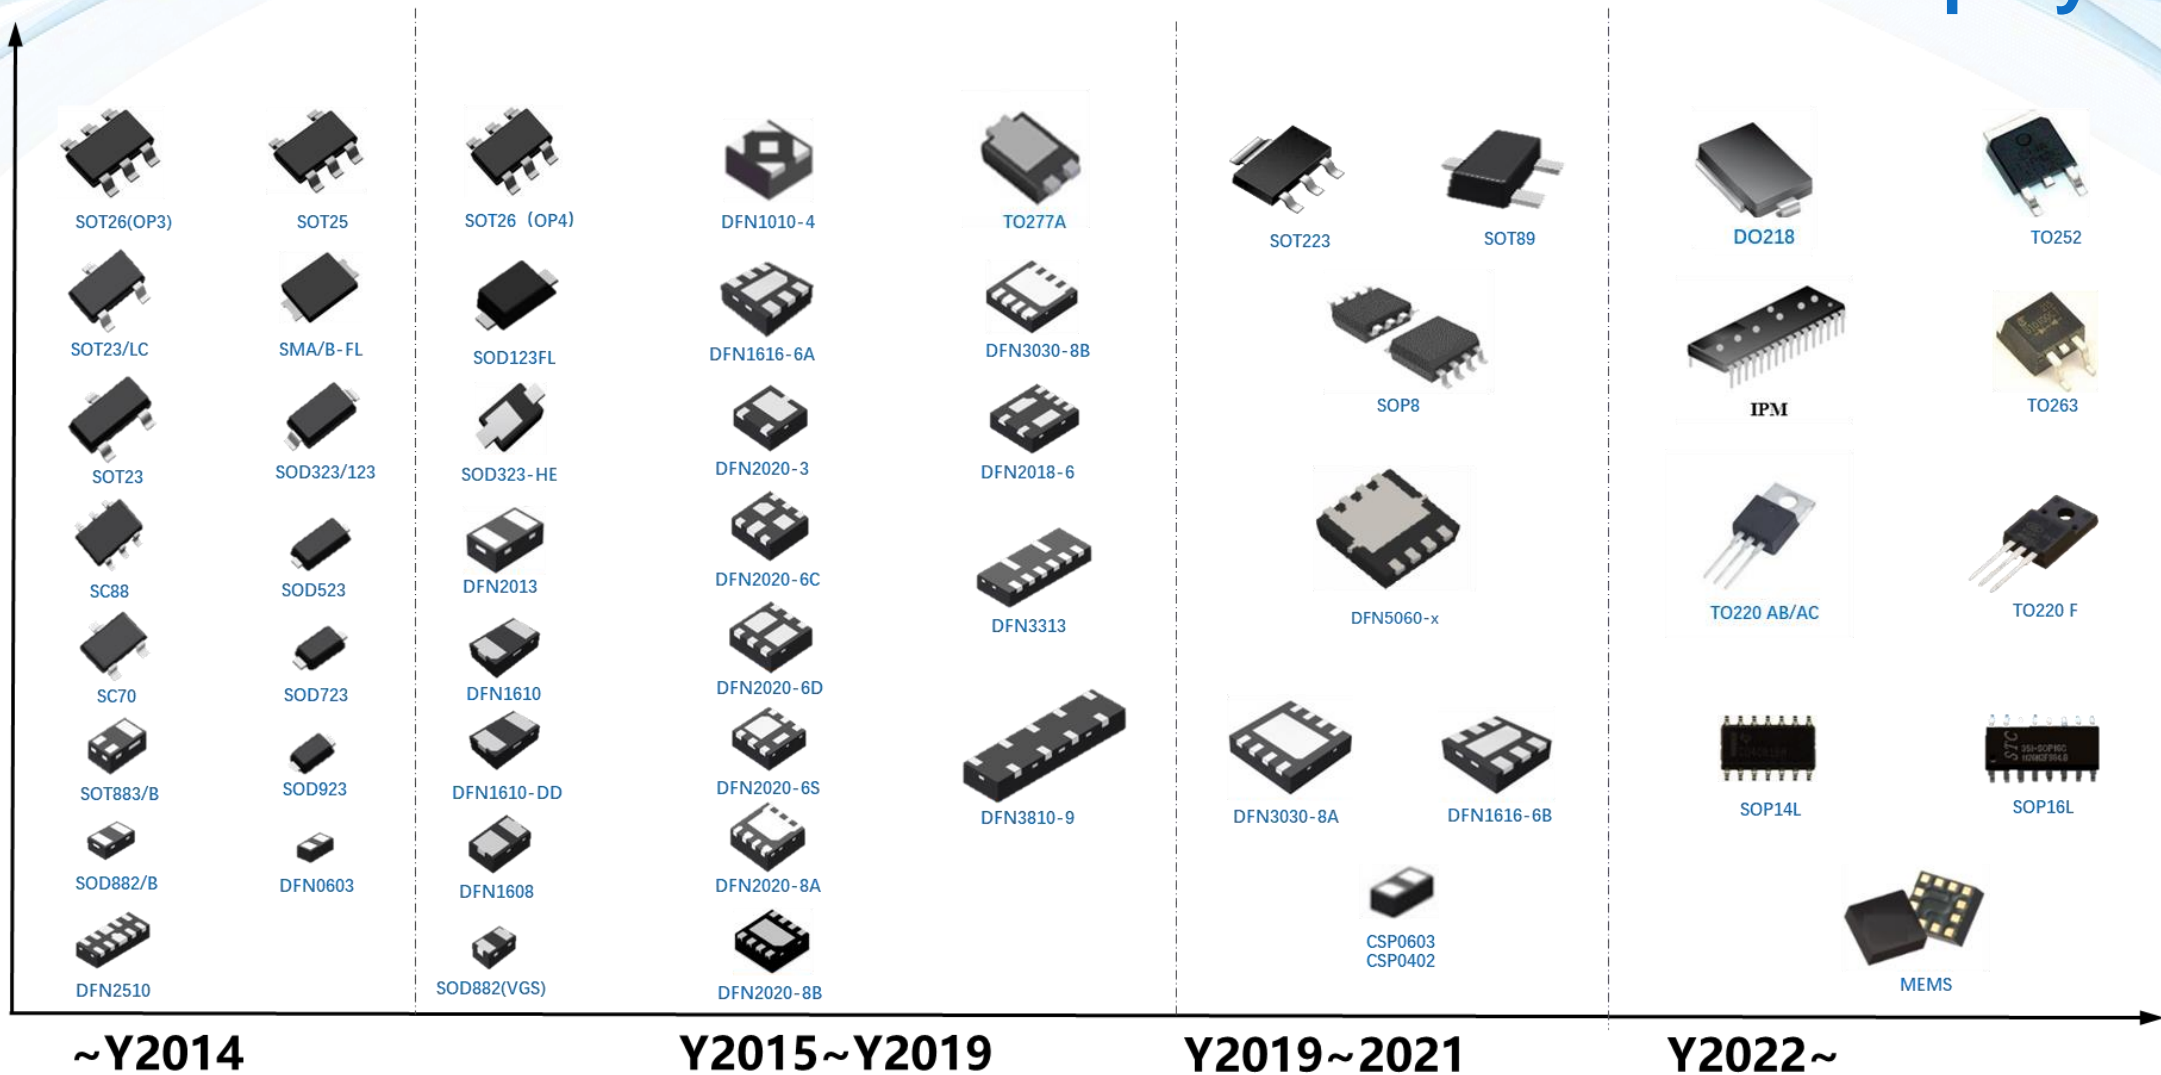 SOT26(OP3)
SOT25
SOT23/LC
SMA/B-FL
SOT23
SOD323/123
SC88
SOD523
SC70
SOD723
SOT883/B
SOD923
SOD882/B
DFN0603
DFN2510
SOT26（OP4）
DFN1010-4
TO277A
SOD123FL
DFN1616-6A
DFN3030-8B
SOD323-HE
DFN2020-3
DFN2018-6
DFN2013
DFN2020-6C
DFN3313
DFN1610
DFN2020-6D
DFN1610-DD
DFN2020-6S
DFN3810-9
DFN1608
DFN2020-8A
SOD882(VGS)
DFN2020-8B
SOT223
SOT89
SOP8
DFN5060-x
DFN3030-8A
DFN1616-6B
CSP0603
CSP0402
DO218
TO252
IPM
TO263
TO220 AB/AC
TO220 F
STC
SOP14L
SOP16L
MEMS
~Y2014
Y2015~Y2019
Y2019~2021
Y2022~